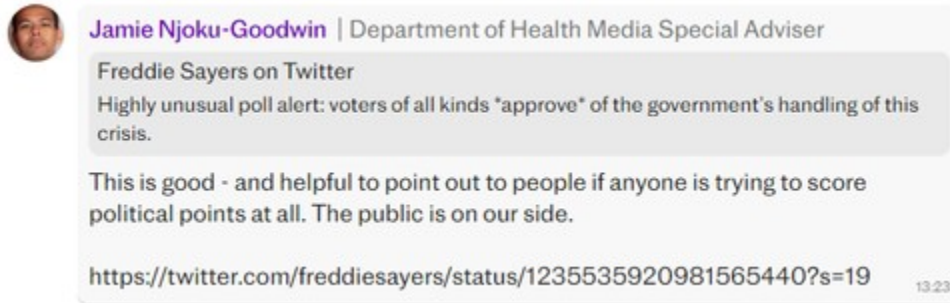 Jamie Njoku-Goodwin | Department of Health Media Special Adviser
Freddie Sayers on Twitter
Highly unusual poll alert: voters of all kinds *approve* of the government's handling of this
crisis.
This is good - and helpful to point out to people if anyone is trying to score
political points at all. The public is on our side.
https://twitter.com/freddiesayers/status/1235535920981565440?s=19
13:23